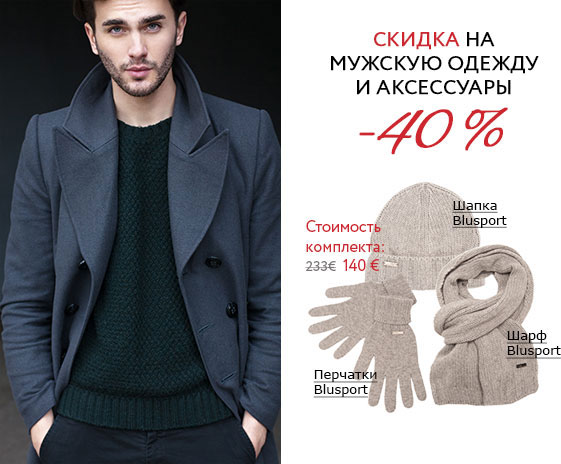 СКИДКА НА
МУЖСКУЮ ОДЕЖДУ
И АКСЕССУАРЫ
-40 %
Шапка
Blusport
Стоимость
комплекта:
233€ 140 €
Шарф
Blusport
Перчатки
Blusport